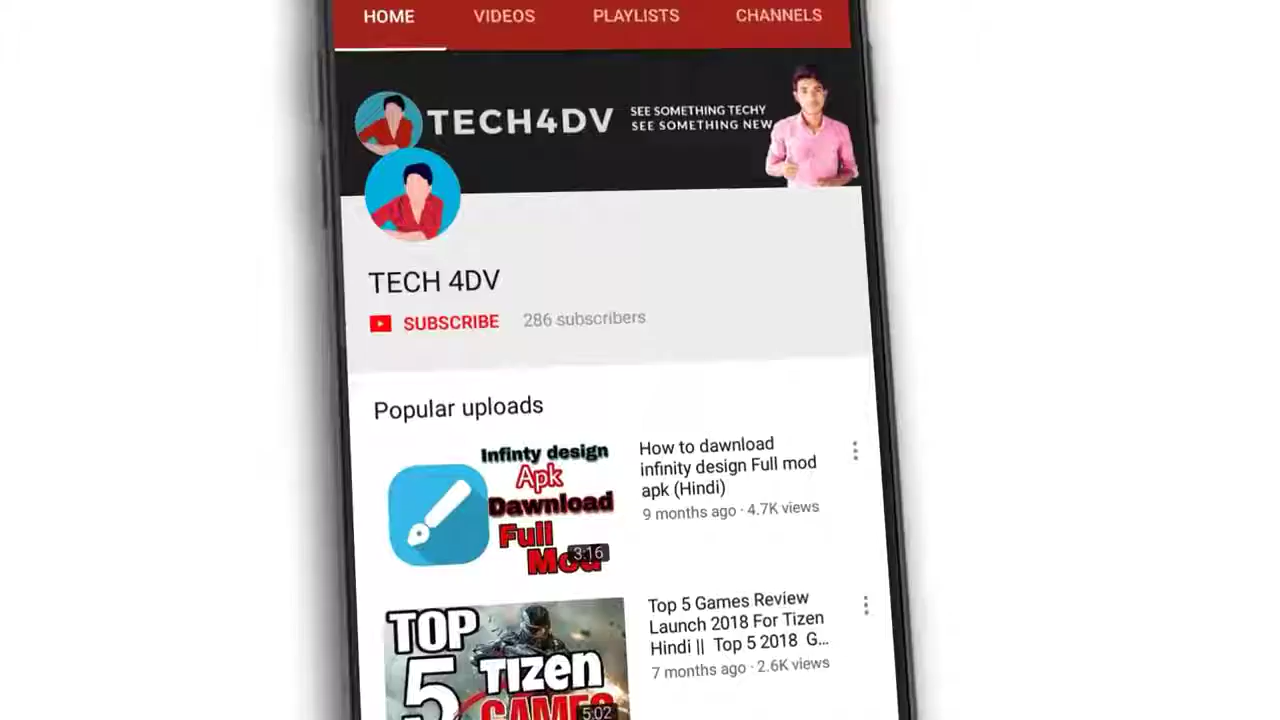 HOME VIDEOS PLAYLISTS CHANNELS
TECH4DV
SEE SOMETHING TECHY
SEE SOMETHING NEW
TECH 4DV
SUBSCRIBE 286 subscribers
Popular uploads
Infinty design
Apk
Dawnload
Full
Mod
3:16
How to dawnload
infinity design Full mod
apk (Hindi)
9 months ago · 4.7K views
TOP
5
Tizen
GAMES
5:02
Top 5 Games Review
Launch 2018 For Tizen
Hindi || Top 5 2018 G...
7 months ago · 2.6K views